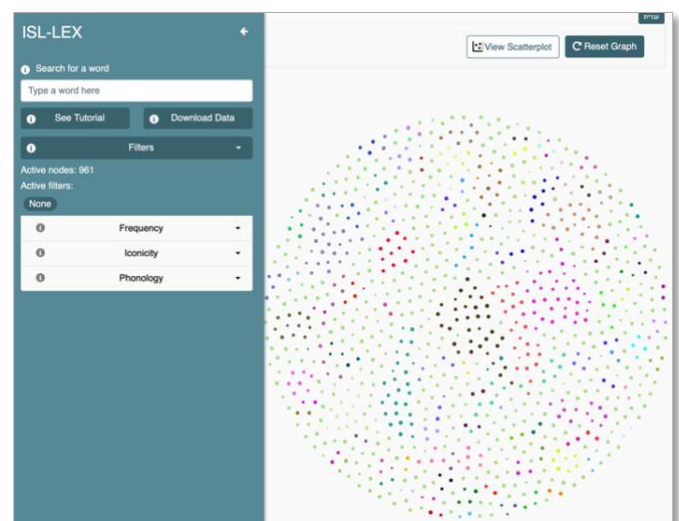 ISL-LEX
עברית
View Scatterplot
Reset Graph
Search for a word
Type a word here
See Tutorial
Download Data
Filters
Active nodes: 961
Active filters:
None
Frequency
Iconicity
Phonology